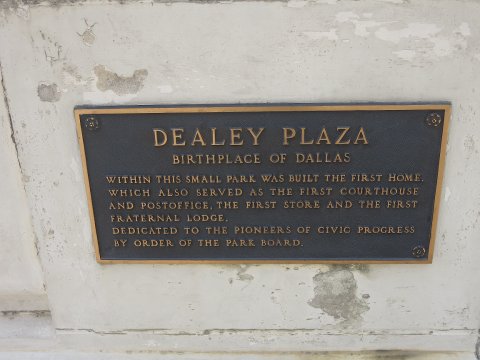 DEALEY PLAZA
BIRTHPLACE OF DALLAS
WITHIN THIS SMALL PARK WAS BUILT THE FIRST HOME,
WHICH ALSO SERVED AS THE FIRST COURTHOUSE
AND POSTOFFICE, THE FIRST STORE AND THE FIRST
FRATERNAL LODGE.
DEDICATED TO THE PIONEERS OF CIVIC PROGRESS
BY ORDER OF THE PARK BOARD.